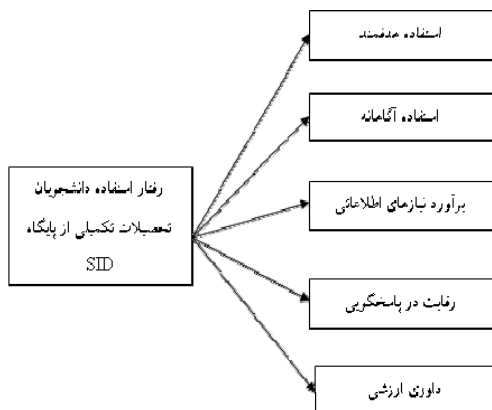 استفاده هدفمند
استفاده آگاهانه
رفتار استفاده دانشجویان
تحصیلات تکمیلی از پایگاه
SID
برآورد نیازهای اطلاعاتی
رقابت در پاسخگویی
داوری ارزشی